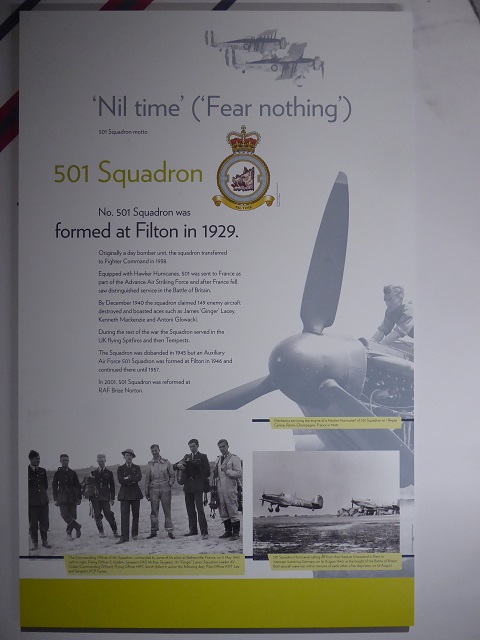 'Nil time' ('Fear nothing')
501 Squadron motto
501 Squadron
No. 501 Squadron was
formed at Filton in 1929.
Originally a day bomber unit, the squadron transferred
to Fighter Command in 1938.
Equipped with Hawker Hurricanes, 501 was sent to France as
part of the Advance Air Striking Force and after France fell,
saw distinguished service in the Battle of Britain.
By December 1940 the squadron claimed 149 enemy aircraft
destroyed and boasted aces such as James 'Ginger' Lacey,
Kenneth Mackenzie and Antoni Glowacki.
During the rest of the war the Squadron served in the
UK flying Spitfires and then Tempests.
The Squadron was disbanded in 1945 but an Auxiliary
Air Force 501 Squadron was formed at Filton in 1946 and
continued there until 1957.
In 2001, 501 Squadron was reformed at
RAF Brize Norton.